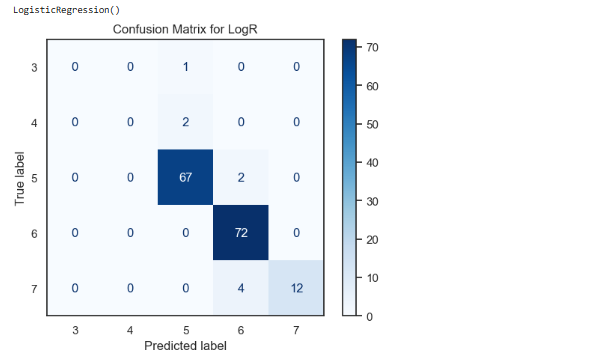 LogisticRegression()
Confusion Matrix for LogR
3 0 0 1 0 0
4 0 0 2 0 0
5 0 0 67 2 0
6 0 0 0 72 0
7 0 0 0 4 12
3 4 5 6 7
True label
Predicted label
70
60
50
40
30
20
10
0